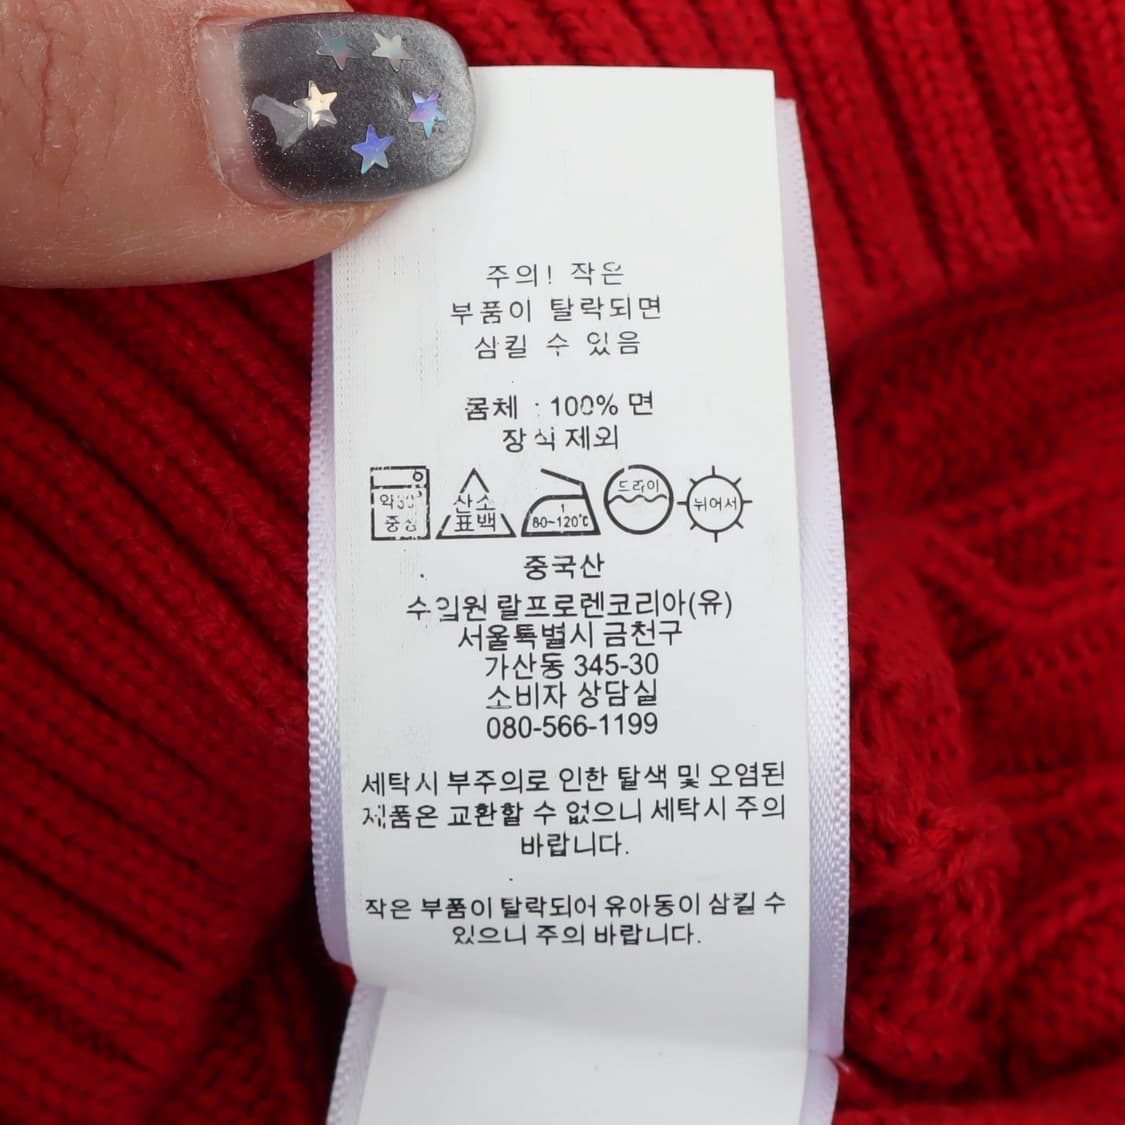 주의! 작은
부품이 탈락되면
삼킬 수 있음
몸체 : 100% 면
장식 제외
약30°
중성
산소
표백
1
80~120℃
드라이
뉘어서
중국산
수입원 랄프로렌코리아(유)
서울특별시 금천구
가산동 345-30
소비자 상담실
080-566-1199
세탁시 부주의로 인한 탈색 및 오염된
제품은 교환할 수 없으니 세탁시 주의
바랍니다.
작은 부품이 탈락되어 유아동이 삼킬 수
있으니 주의 바랍니다.